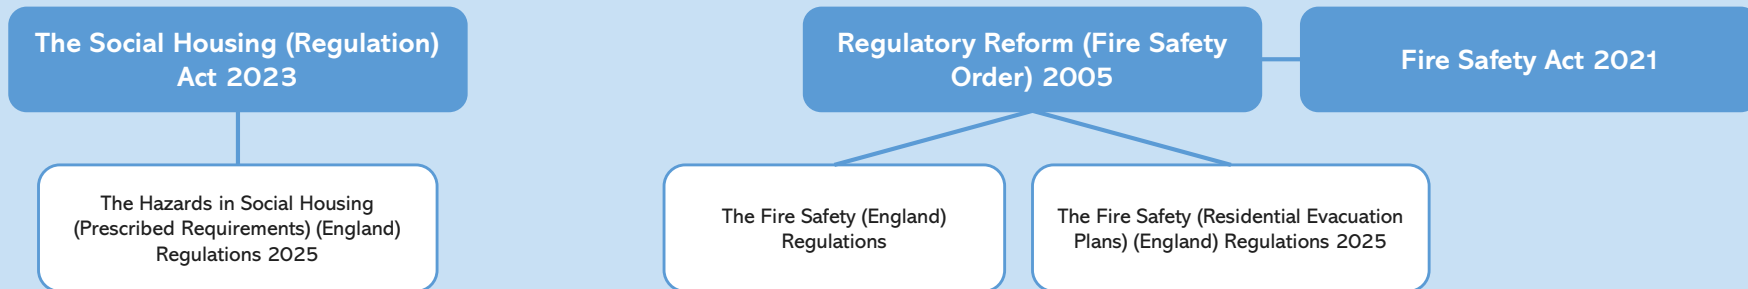 The Social Housing (Regulation)
Act 2023
Regulatory Reform (Fire Safety
Order) 2005
Fire Safety Act 2021
The Hazards in Social Housing
(Prescribed Requirements) (England)
Regulations 2025
The Fire Safety (England)
Regulations
The Fire Safety (Residential Evacuation
Plans) (England) Regulations 2025